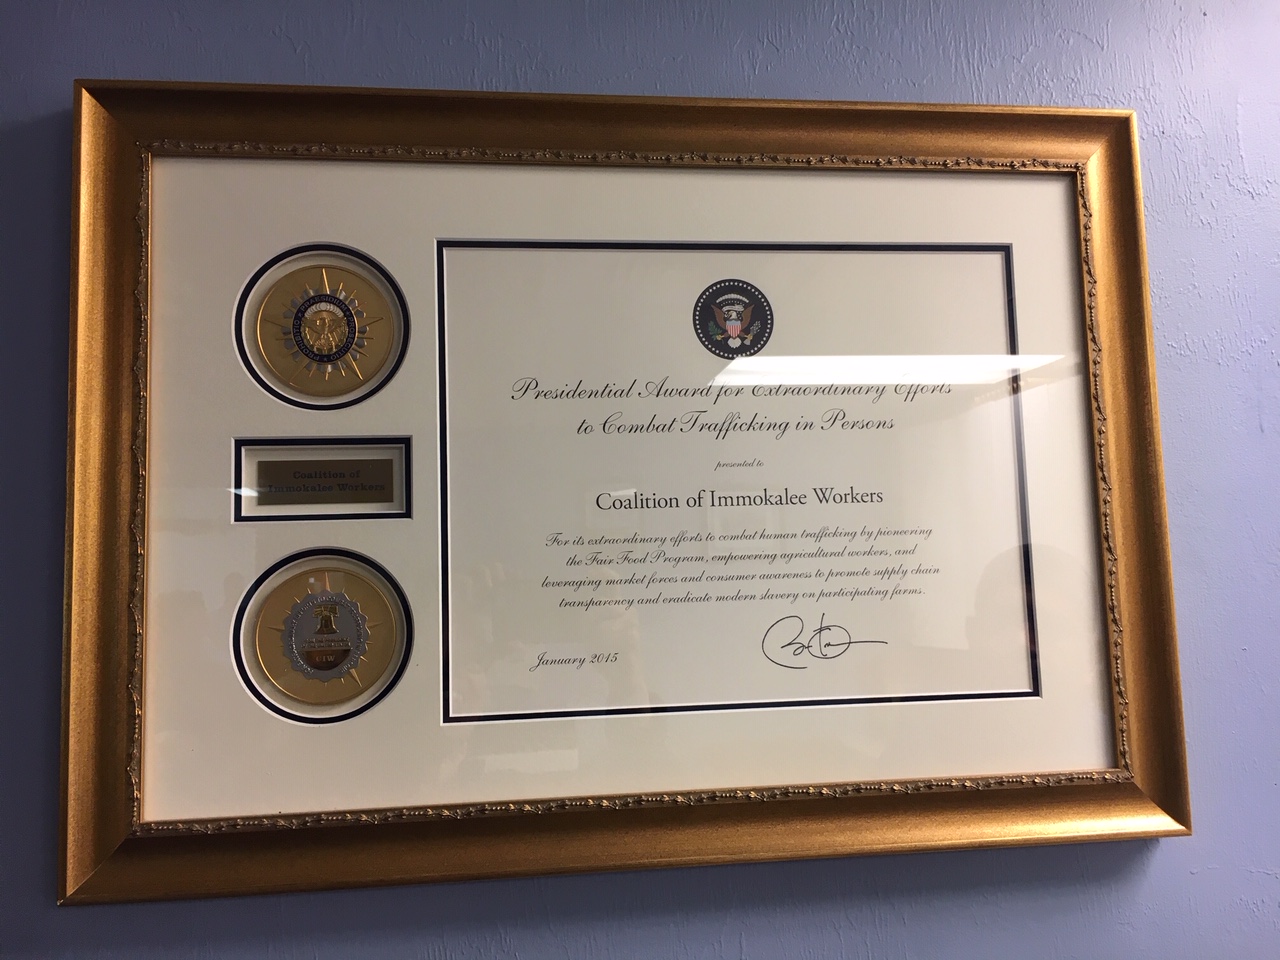 Coalition of
Immokalee Workers
CIW
Presidential Award for Extraordinary Efforts
to Combat Trafficking in Persons
presented to
Coalition of Immokalee Workers
For its extraordinary efforts to combat human trafficking by pioneering
the Fair Food Program, empowering agricultural workers, and
leveraging market forces and consumer awareness to promote supply chain
transparency and eradicate modern slavery on participating farms.
January 2015